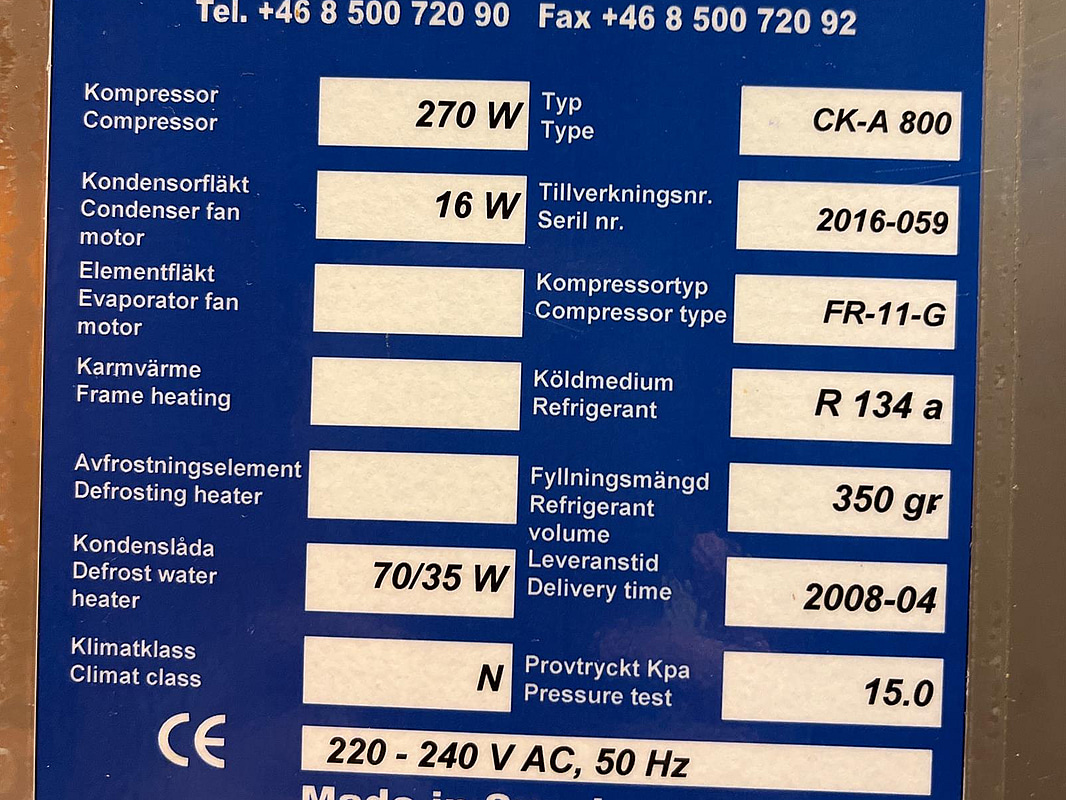 Tel. +46 8 500 720 90 Fax +46 8 500 720 92
Kompressor
Compressor
270 W
Typ
Type
CK-A 800
Kondensorfläkt
Condenser fan
motor
16 W
Tillverkningsnr.
Seril nr.
2016-059
Elementfläkt
Evaporator fan
motor
Kompressortyp
Compressor type
FR-11-G
Karmvärme
Frame heating
Köldmedium
Refrigerant
R 134 a
Avfrostningselement
Defrosting heater
Fyllningsmängd
Refrigerant
volume
350 gr
Kondenslåda
Defrost water
heater
70/35 W
Leveranstid
Delivery time
2008-04
Klimatklass
Climat class
N
Provtryckt Kpa
Pressure test
15.0
CE
220 - 240 V AC, 50 Hz
Made in